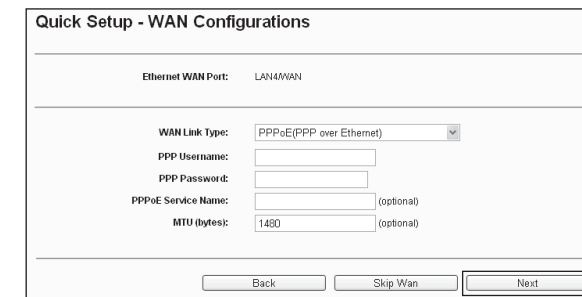 Quick Setup - WAN Configurations
Ethernet WAN Port: LAN4/WAN
WAN Link Type: PPPoE(PPP over Ethernet)
PPP Username:
PPP Password:
PPPoE Service Name: (optional)
MTU (bytes): 1480 (optional)
Back Skip Wan Next